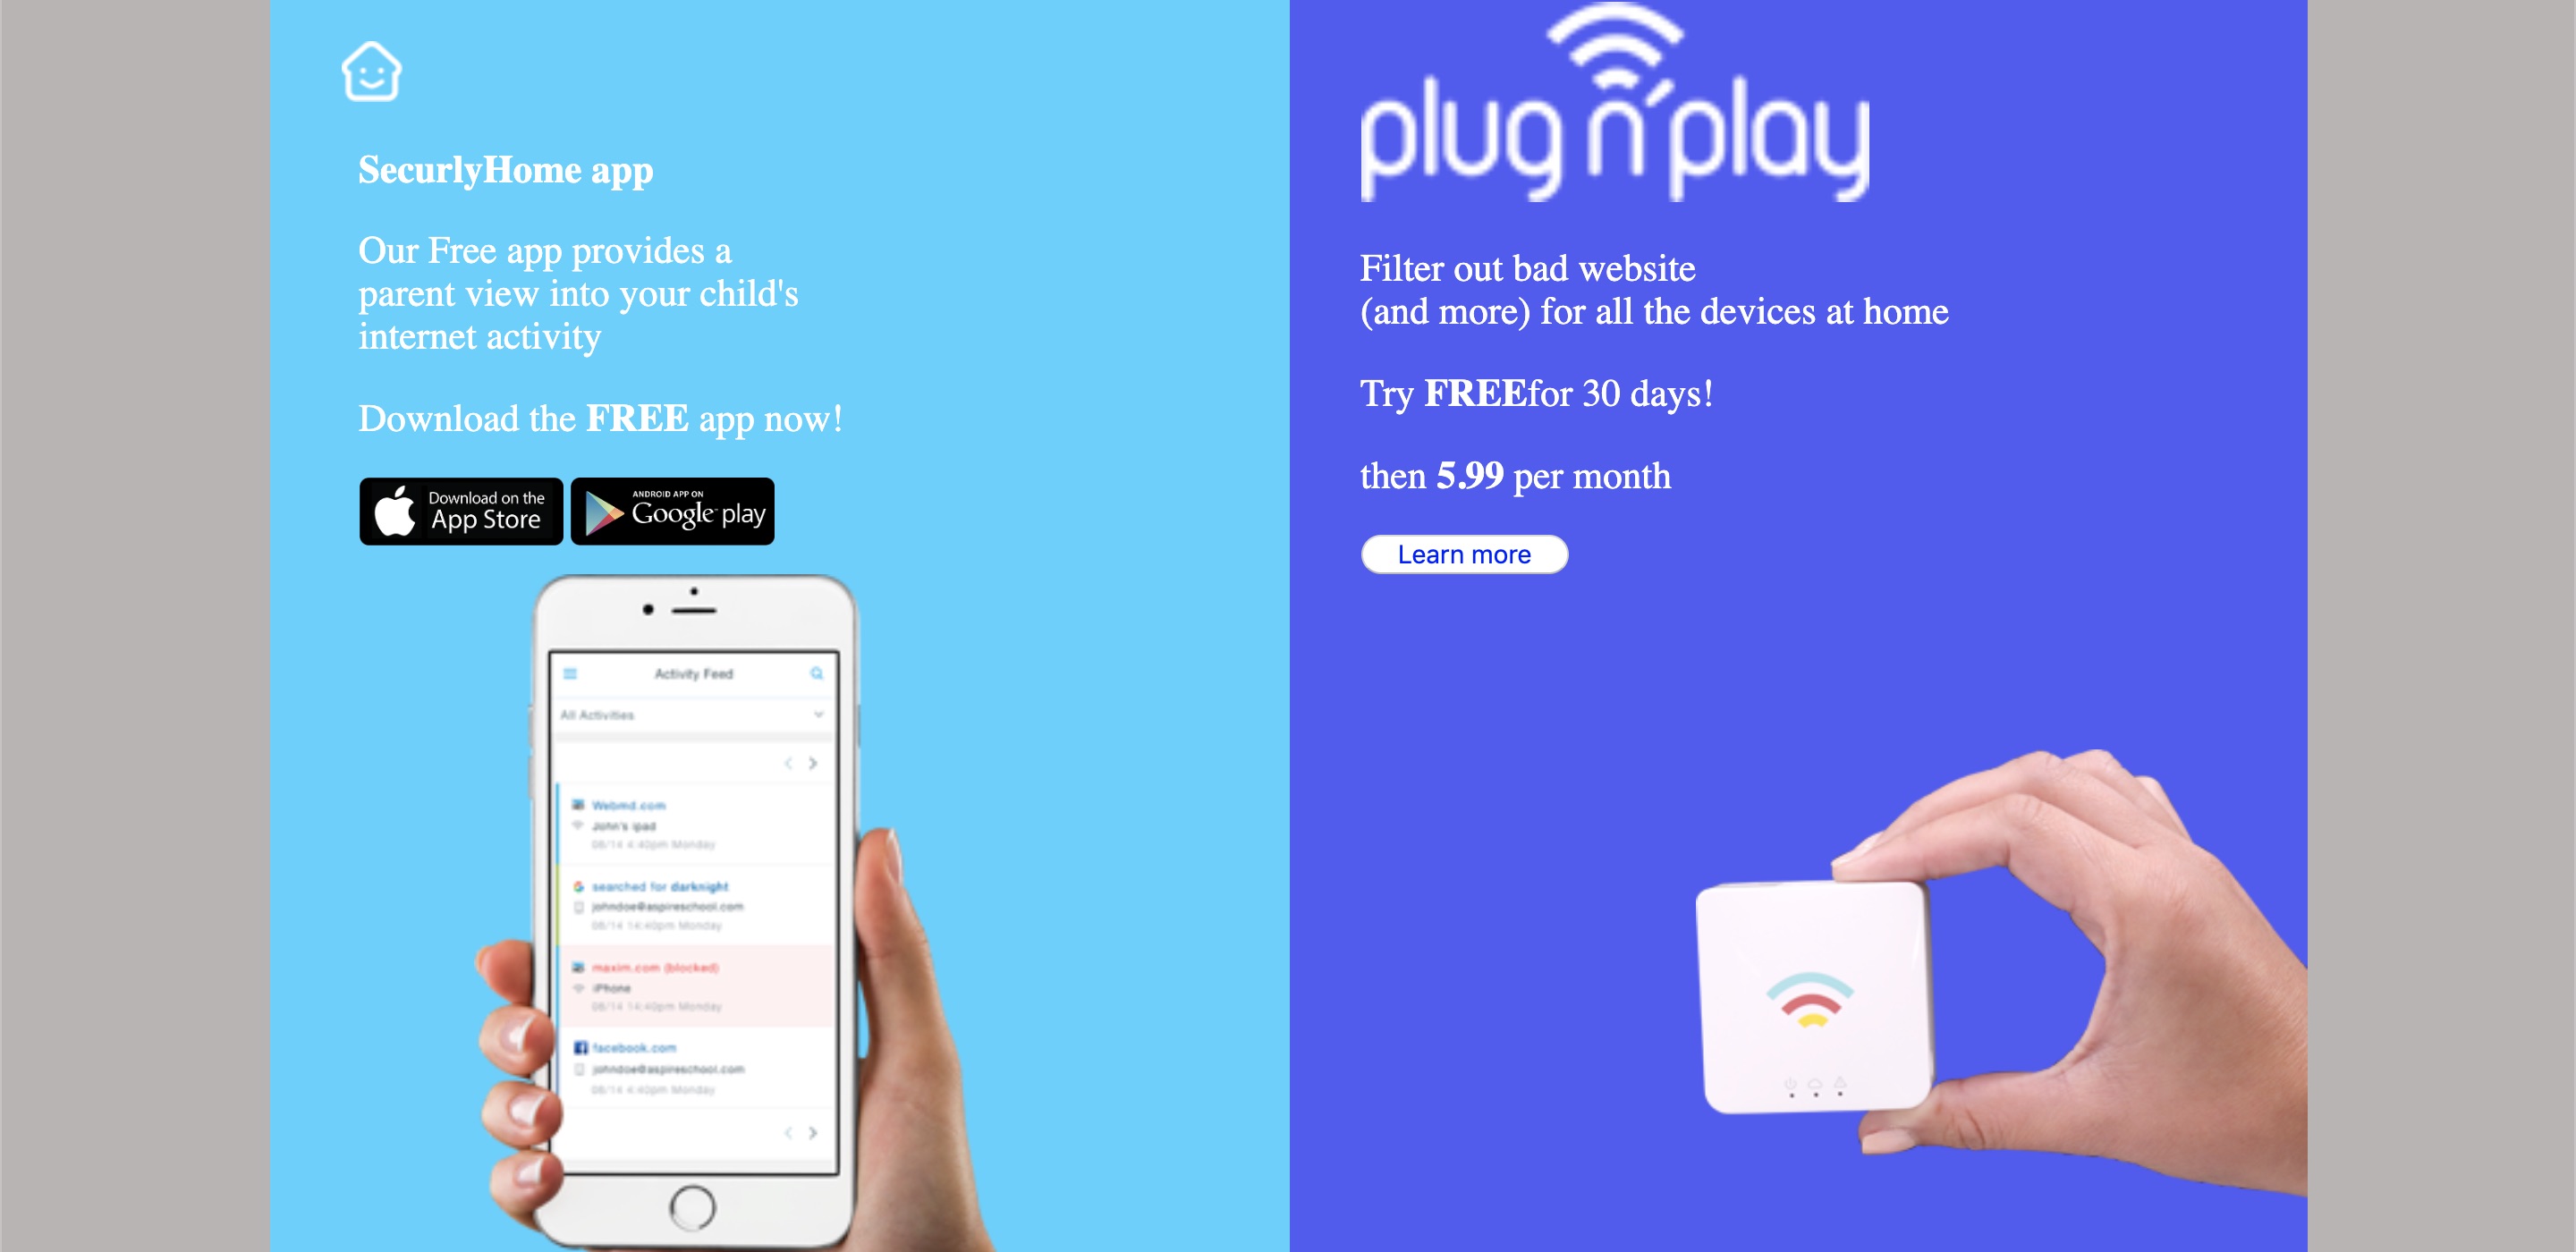 SecurlyHome app
Our Free app provides a
parent view into your child's
internet activity
Download the FREE app now!
Download on the
App Store
ANDROID APP ON
Google play
Activity Feed
All Activities
Webmd.com
John's ipad
08/14 4:40pm Monday
searched for darknight
johndoe@aspireschool.com
08/14 14:40pm Monday
maxim.com (blocked)
iPhone
08/14 14:40pm Monday
facebook.com
johndoe@aspireschool.com
08/14 4:40pm Monday
plug n'play
Filter out bad website
(and more) for all the devices at home
Try FREEfor 30 days!
then 5.99 per month
Learn more